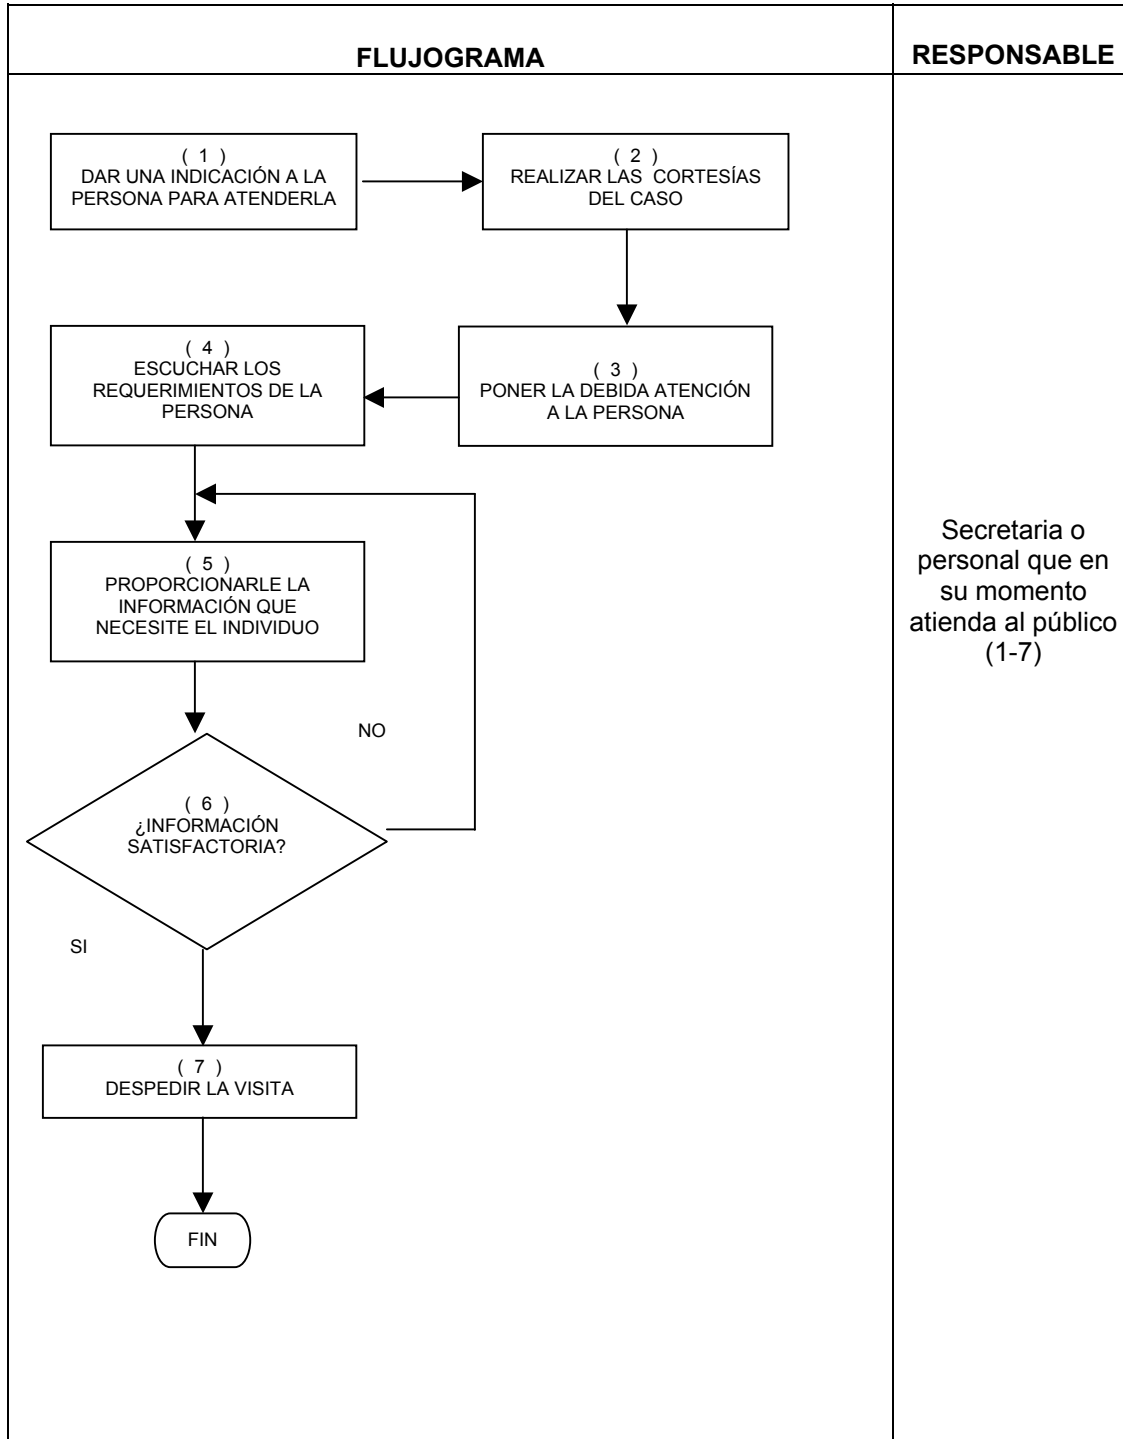 FLUJOGRAMA
RESPONSABLE
( 1 )
DAR UNA INDICACIÓN A LA
PERSONA PARA ATENDERLA
( 2 )
REALIZAR LAS CORTESÍAS
DEL CASO
( 3 )
PONER LA DEBIDA ATENCIÓN
A LA PERSONA
( 4 )
ESCUCHAR LOS
REQUERIMIENTOS DE LA
PERSONA
( 5 )
PROPORCIONARLE LA
INFORMACIÓN QUE
NECESITE EL INDIVIDUO
NO
( 6 )
¿INFORMACIÓN
SATISFACTORIA?
SI
( 7 )
DESPEDIR LA VISITA
FIN
Secretaria o
personal que en
su momento
atienda al público
(1-7)